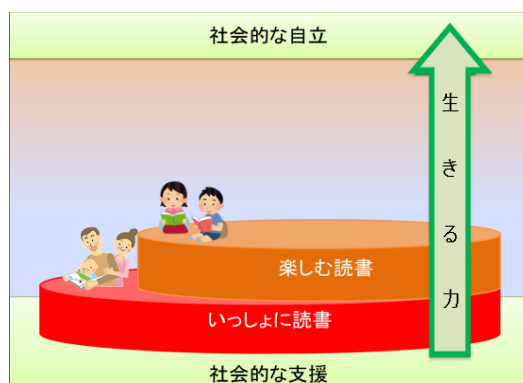 社会的な自立
生きる力
楽しむ読書
いっしょに読書
社会的な支援